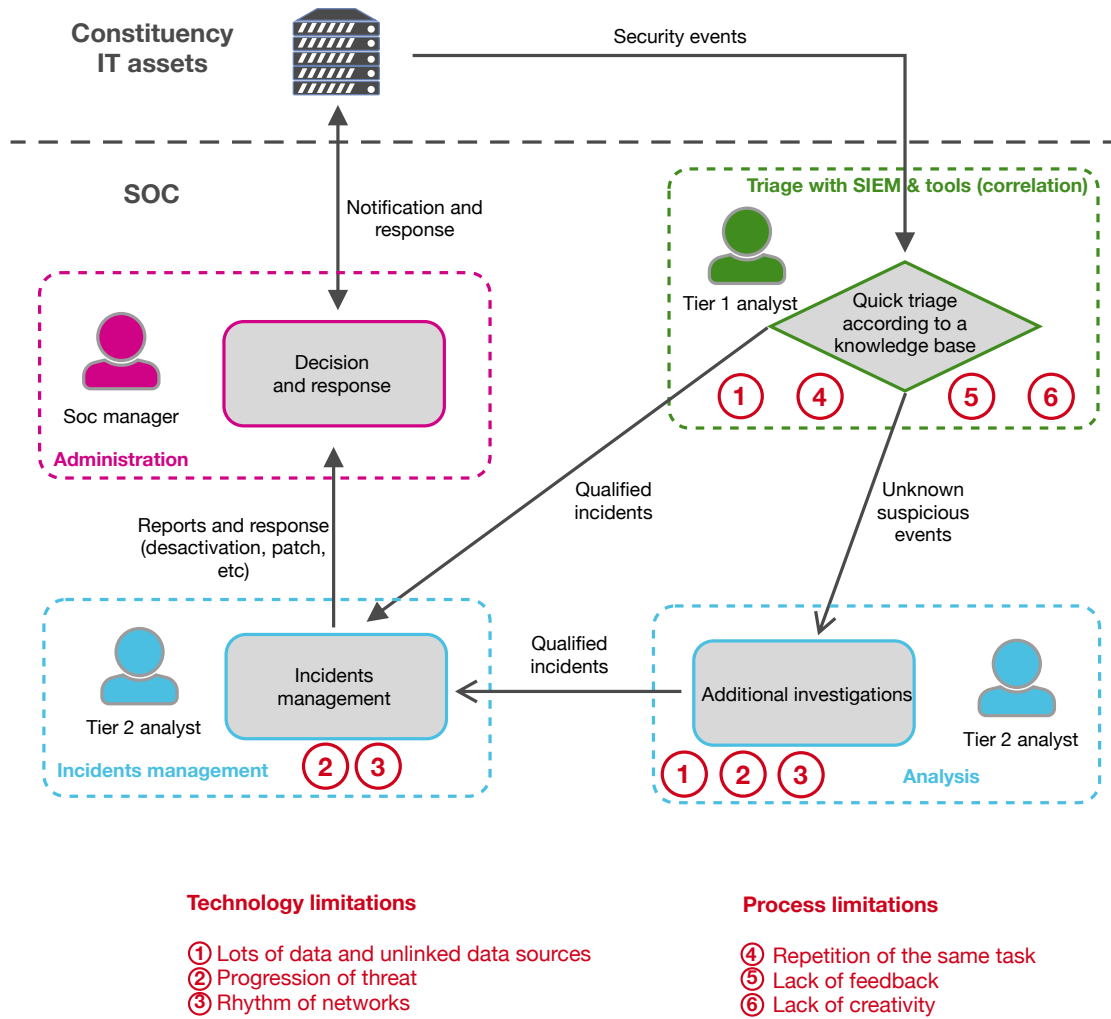 Constituency
IT assets
Security events
SOC
Notification and
response
Triage with SIEM & tools (correlation)
Tier 1 analyst
Quick triage
according to a
knowledge base
1
4
5
6
Decision
and response
Soc manager
Administration
Reports and response
(desactivation, patch,
etc)
Qualified
incidents
Unknown
suspicious
events
Incidents
management
Tier 2 analyst
Incidents management
2
3
Qualified
incidents
Additional investigations
Tier 2 analyst
Analysis
1
2
3
Technology limitations
1 Lots of data and unlinked data sources
2 Progression of threat
3 Rhythm of networks
Process limitations
4 Repetition of the same task
5 Lack of feedback
6 Lack of creativity